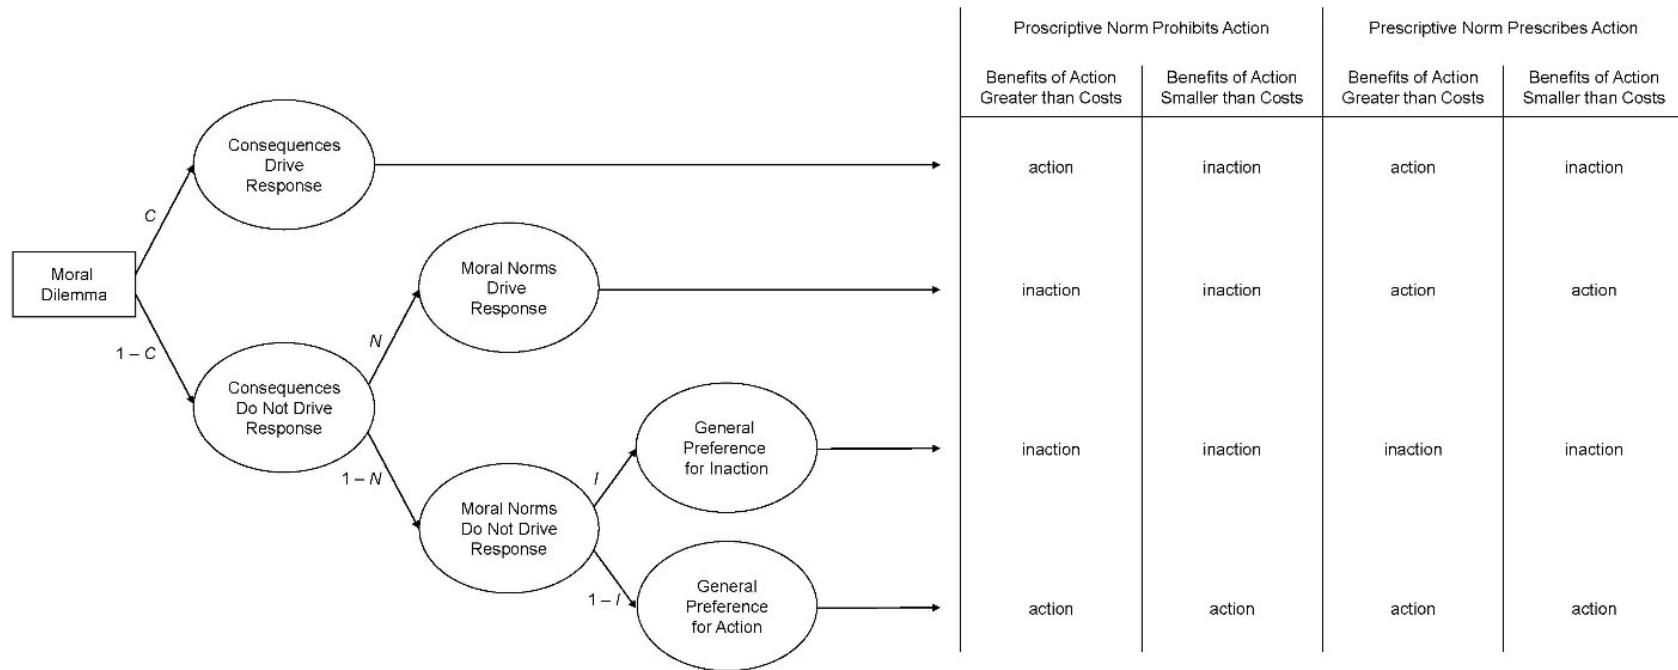 Proscriptive Norm Prohibits Action
Prescriptive Norm Prescribes Action
Benefits of Action
Greater than Costs
Benefits of Action
Smaller than Costs
Benefits of Action
Greater than Costs
Benefits of Action
Smaller than Costs
Consequences
Drive
Response
action
inaction
action
inaction
C
Moral
Dilemma
1 – C
Moral Norms
Drive
Response
inaction
inaction
action
action
N
Consequences
Do Not Drive
Response
1 – N
General
Preference
for Inaction
inaction
inaction
inaction
inaction
I
Moral Norms
Do Not Drive
Response
1 – I
General
Preference
for Action
action
action
action
action